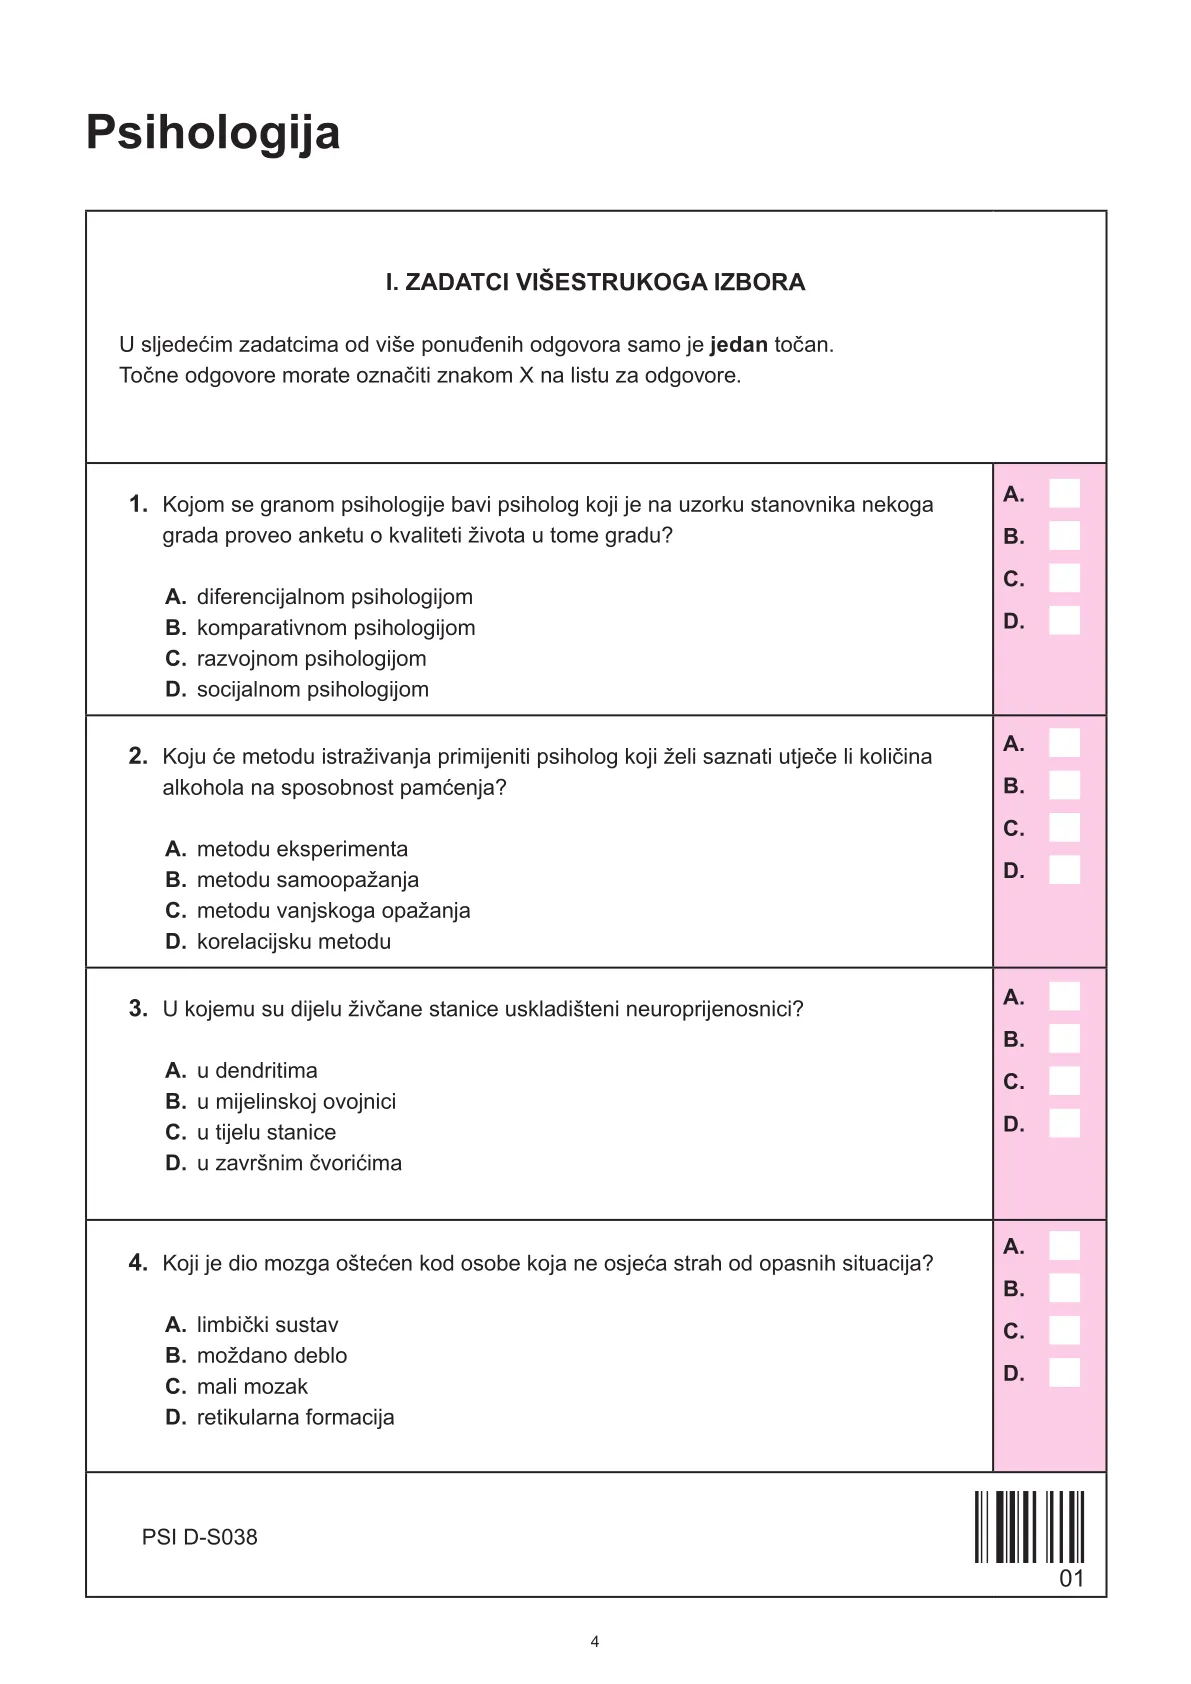 Psihologija
I. ZADATCI VIŠESTRUKOGA IZBORA
U sljedećim zadatcima od više ponuđenih odgovora samo je jedan točan.
Točne odgovore morate označiti znakom X na listu za odgovore.
1. Kojom se granom psihologije bavi psiholog koji je na uzorku stanovnika nekoga
grada proveo anketu o kvaliteti života u tome gradu?
A. diferencijalnom psihologijom
B. komparativnom psihologijom
C. razvojnom psihologijom
D. socijalnom psihologijom
A.
B.
C.
D.
2. Koju će metodu istraživanja primijeniti psiholog koji želi saznati utječe li količina
alkohola na sposobnost pamćenja?
A. metodu eksperimenta
B. metodu samoopažanja
C. metodu vanjskoga opažanja
D. korelacijsku metodu
A.
B.
C.
D.
3. U kojemu su dijelu živčane stanice uskladišteni neuroprijenosnici?
A. u dendritima
B. u mijelinskoj ovojnici
C. u tijelu stanice
D. u završnim čvorićima
A.
B.
C.
D.
4. Koji je dio mozga oštećen kod osobe koja ne osjeća strah od opasnih situacija?
A. limbički sustav
B. moždano deblo
C. mali mozak
D. retikularna formacija
A.
B.
C.
D.
PSI D-S038
01
4